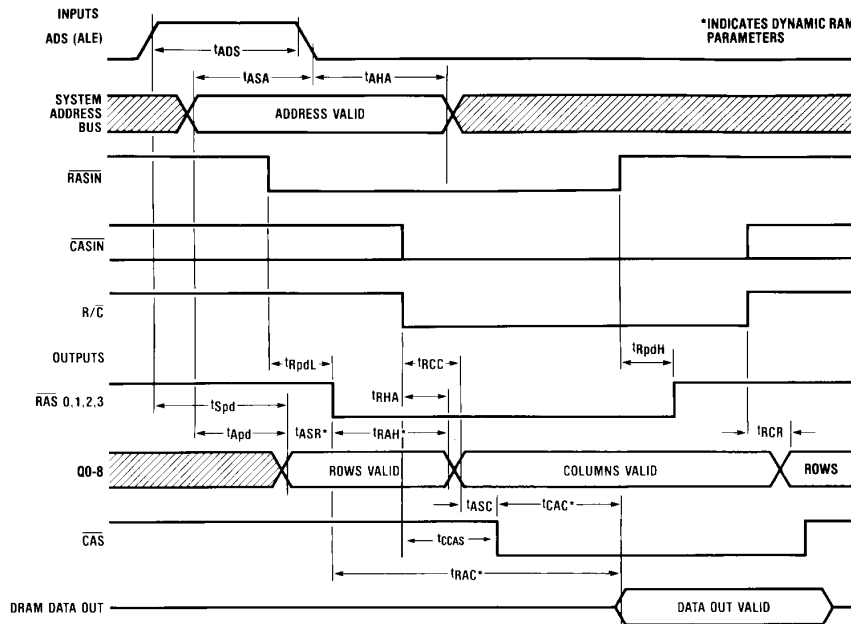 INPUTS
*INDICATES DYNAMIC RAM
PARAMETERS
ADS (ALE)
tADS
tASA
tAHA
SYSTEM
ADDRESS
BUS
ADDRESS VALID
RASIN
CASIN
R/C
OUTPUTS
tRpdL
tRCC
tRpdH
RAS 0,1,2,3
tSpd
tRHA
tApd
tASR*
tRAH*
tRCR
Q0-8
ROWS VALID
COLUMNS VALID
ROWS
tASC
tCAC*
CAS
tCCAS
tRAC*
DRAM DATA OUT
DATA OUT VALID